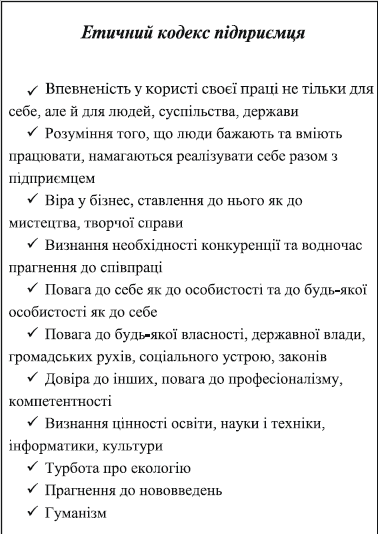 Етичний кодекс підприємця
✓ Впевненість у користі своєї праці не тільки для
себе, але й для людей, суспільства, держави
✓ Розуміння того, що люди бажають та вміють
працювати, намагаються реалізувати себе разом з
підприємцем
✓ Віра у бізнес, ставлення до нього як до
мистецтва, творчої справи
✓ Визнання необхідності конкуренції та водночас
прагнення до співпраці
✓ Повага до себе як до особистості та до будь-якої
особистості як до себе
✓ Повага до будь-якої власності, державної влади,
громадських рухів, соціального устрою, законів
✓ Довіра до інших, повага до професіоналізму,
компетентності
✓ Визнання цінності освіти, науки і техніки,
інформатики, культури
✓ Турбота про екологію
✓ Прагнення до нововведень
✓ Гуманізм